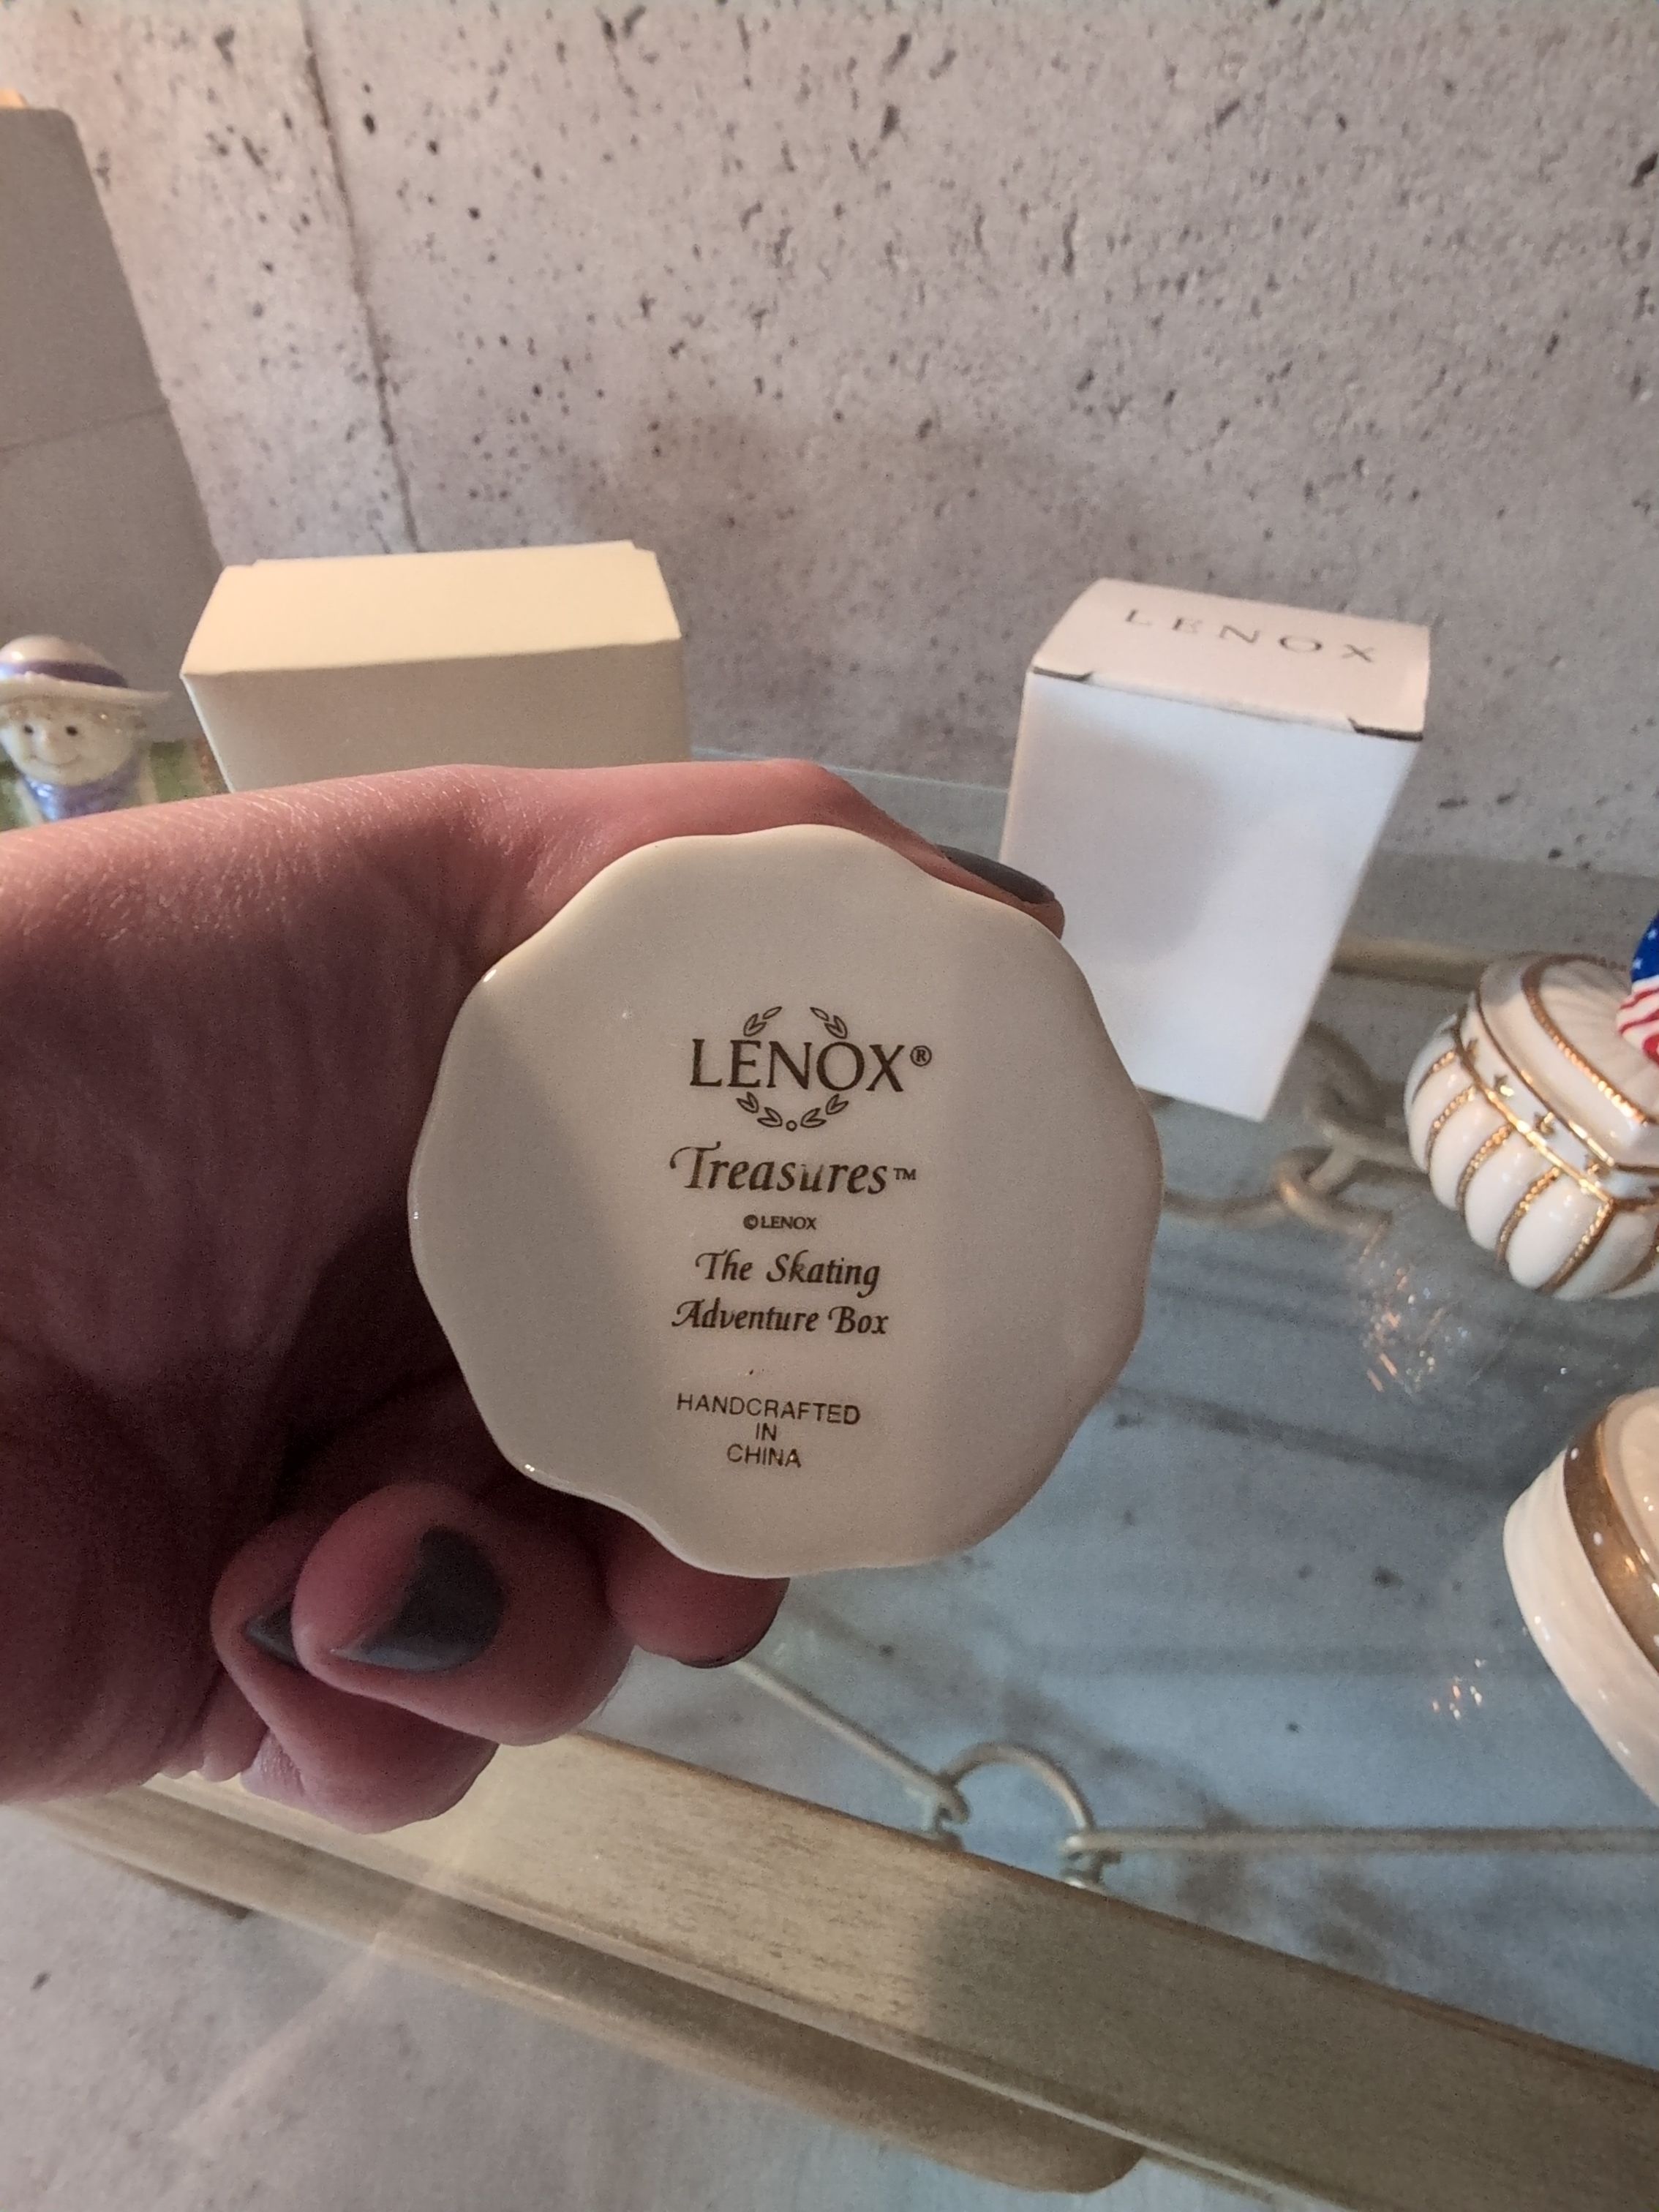 LENOX
LENOX®
Treasures™
©LENOX
The Skating
Adventure Box
HANDCRAFTED
IN
CHINA